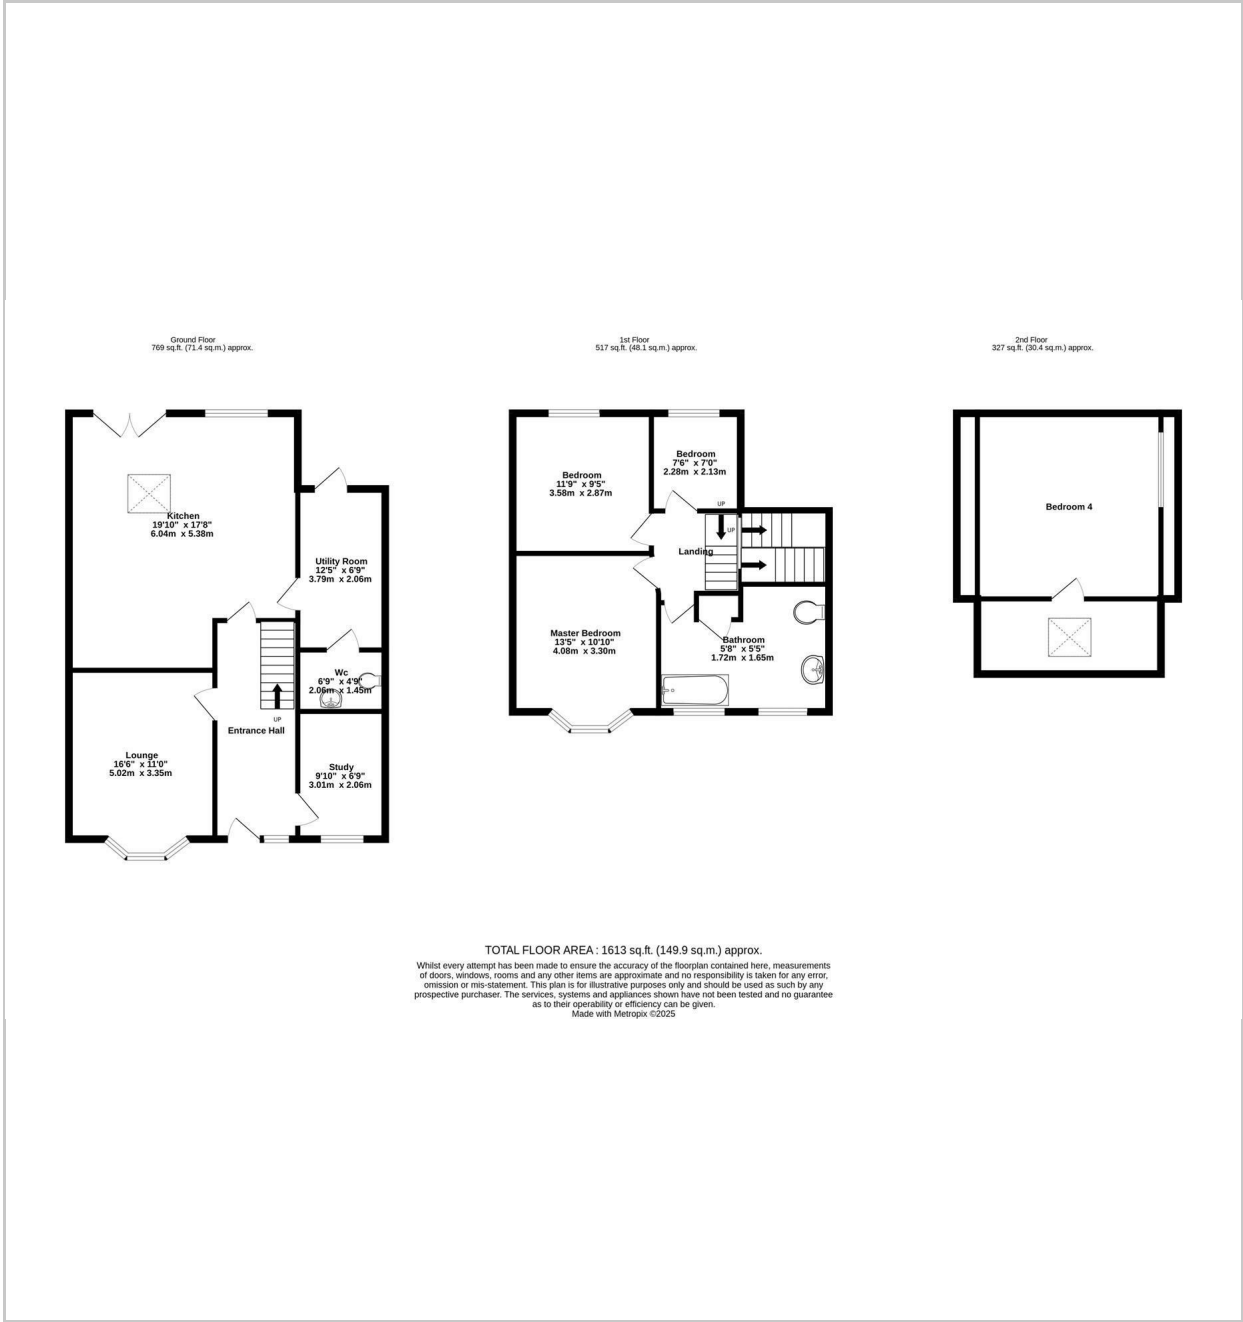 Ground Floor
769 sq.ft. (71.4 sq.m.) approx.
1st Floor
517 sq.ft. (48.1 sq.m.) approx.
2nd Floor
327 sq.ft. (30.4 sq.m.) approx.
Kitchen
19'10" x 17'8"
6.04m x 5.38m
Utility Room
12'5" x 6'9"
3.79m x 2.06m
Wc
6'9" x 4'9"
2.06m x 1.45m
UP
Entrance Hall
Lounge
16'6" x 11'0"
5.02m x 3.35m
Study
9'10" x 6'9"
3.01m x 2.06m
Bedroom
11'9" x 9'5"
3.58m x 2.87m
Bedroom
7'6" x 7'0"
2.28m x 2.13m
UP
UP
Landing
Master Bedroom
13'5" x 10'10"
4.08m x 3.30m
Bathroom
5'8" x 5'5"
1.72m x 1.65m
Bedroom 4
TOTAL FLOOR AREA : 1613 sq.ft. (149.9 sq.m.) approx.
Whilst every attempt has been made to ensure the accuracy of the floorplan contained here, measurements
of doors, windows, rooms and any other items are approximate and no responsibility is taken for any error,
omission or mis-statement. This plan is for illustrative purposes only and should be used as such by any
prospective purchaser. The services, systems and appliances shown have not been tested and no guarantee
as to their operability or efficiency can be given.
Made with Metropix ©2025